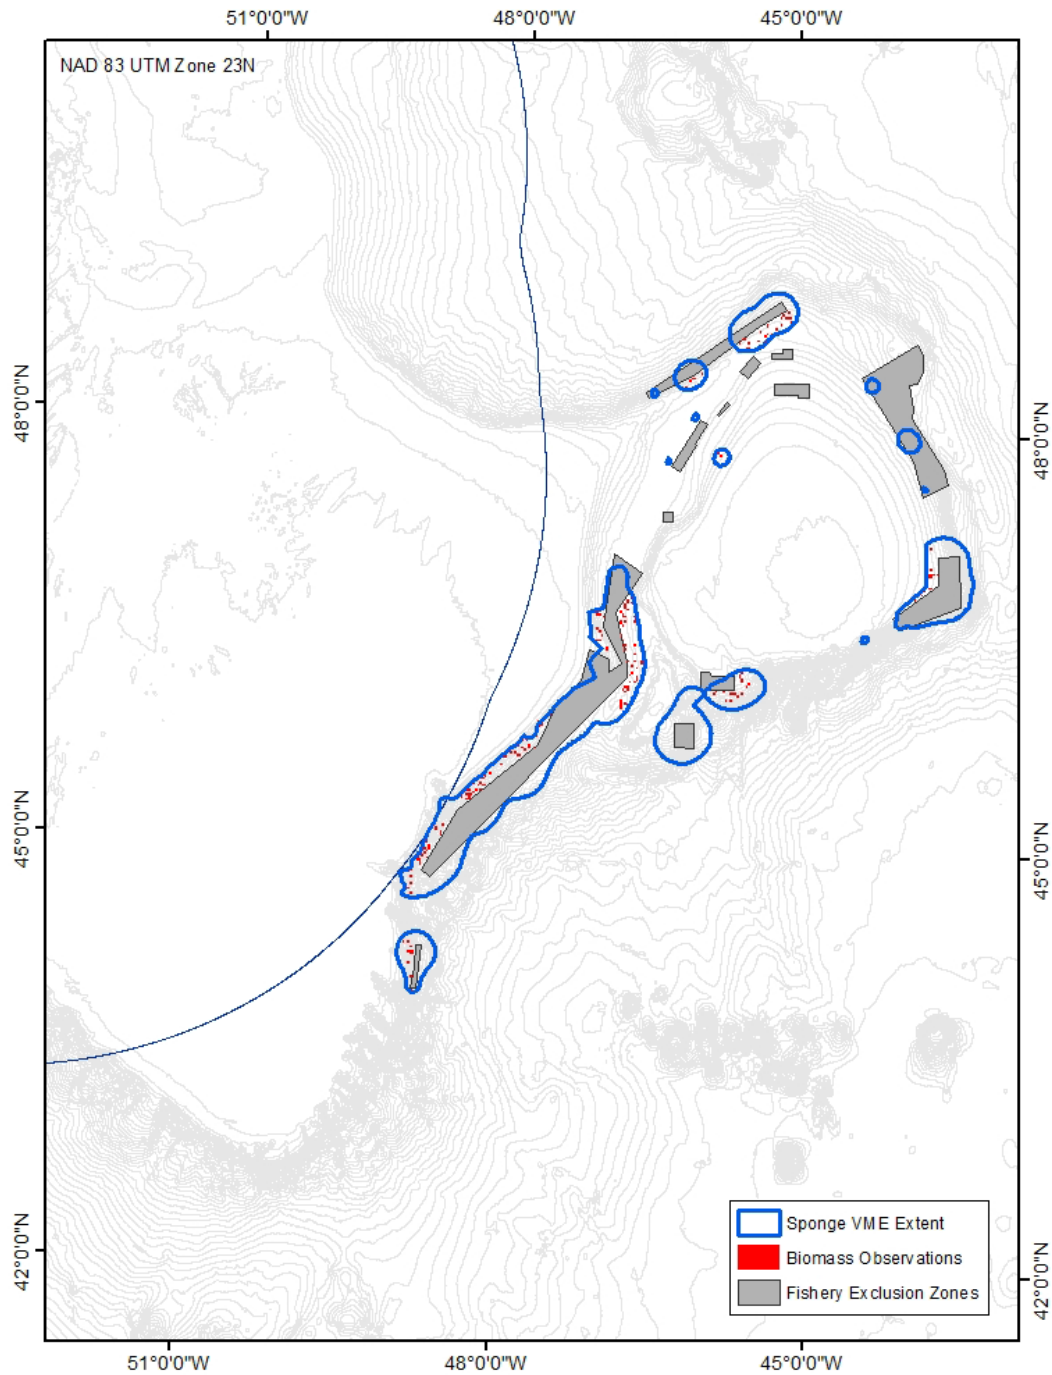 51°0'0"W 48°0'0"W 45°0'0"W
NAD 83 UTM Zone 23N
48°0'0"N
48°0'0"N
45°0'0"N
45°0'0"N
42°0'0"N
42°0'0"N
Sponge VME Extent
Biomass Observations
Fishery Exclusion Zones
51°0'0"W 48°0'0"W 45°0'0"W